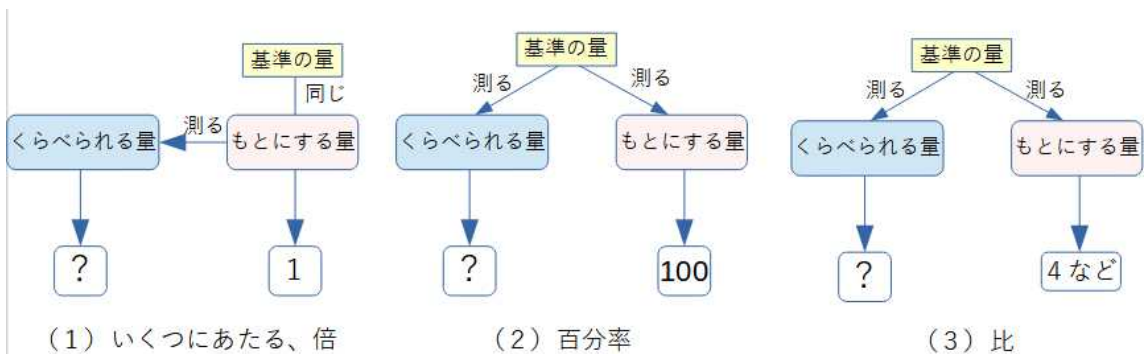 基準の量
同じ
測る
くらべられる量
もとにする量
?
1
(1)いくつにあたる、倍
基準の量
測る
測る
くらべられる量
もとにする量
?
100
(2)百分率
基準の量
測る
測る
くらべられる量
もとにする量
?
4など
(3)比